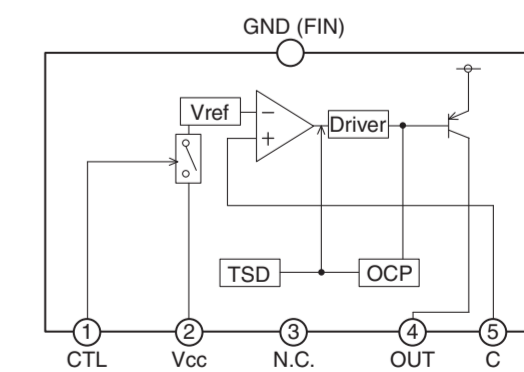 GND (FIN)
Vref
−
+
Driver
TSD
OCP
1 2 3 4 5
CTL Vcc N.C. OUT C